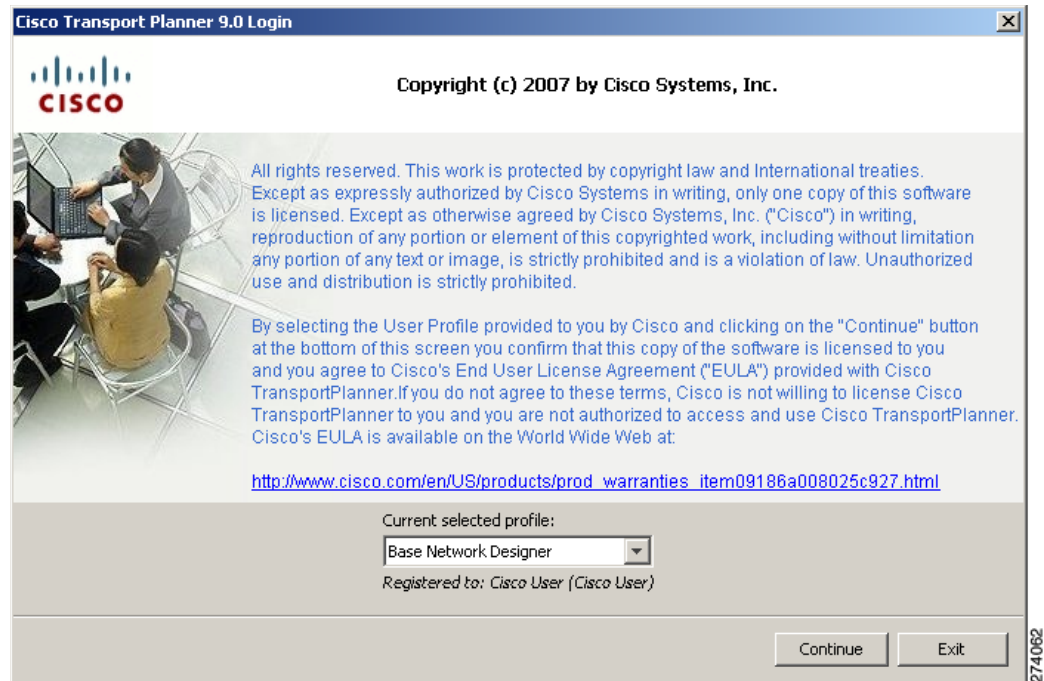 Cisco Transport Planner 9.0 Login
CISCO
Copyright (c) 2007 by Cisco Systems, Inc.
All rights reserved. This work is protected by copyright law and International treaties.
Except as expressly authorized by Cisco Systems in writing, only one copy of this software
is licensed. Except as otherwise agreed by Cisco Systems, Inc. ("Cisco") in writing,
reproduction of any portion or element of this copyrighted work, including without limitation
any portion of any text or image, is strictly prohibited and is a violation of law. Unauthorized
use and distribution is strictly prohibited.
By selecting the User Profile provided to you by Cisco and clicking on the "Continue" button
at the bottom of this screen you confirm that this copy of the software is licensed to you
and you agree to Cisco's End User License Agreement ("EULA") provided with Cisco
TransportPlanner.If you do not agree to these terms, Cisco is not willing to license Cisco
TransportPlanner to you and you are not authorized to access and use Cisco TransportPlanner.
Cisco's EULA is available on the World Wide Web at:
http://www.cisco.com/en/US/products/prod_warranties_item09186a008025c927.html
Current selected profile:
Base Network Designer
Registered to: Cisco User (Cisco User)
Continue
Exit
274062